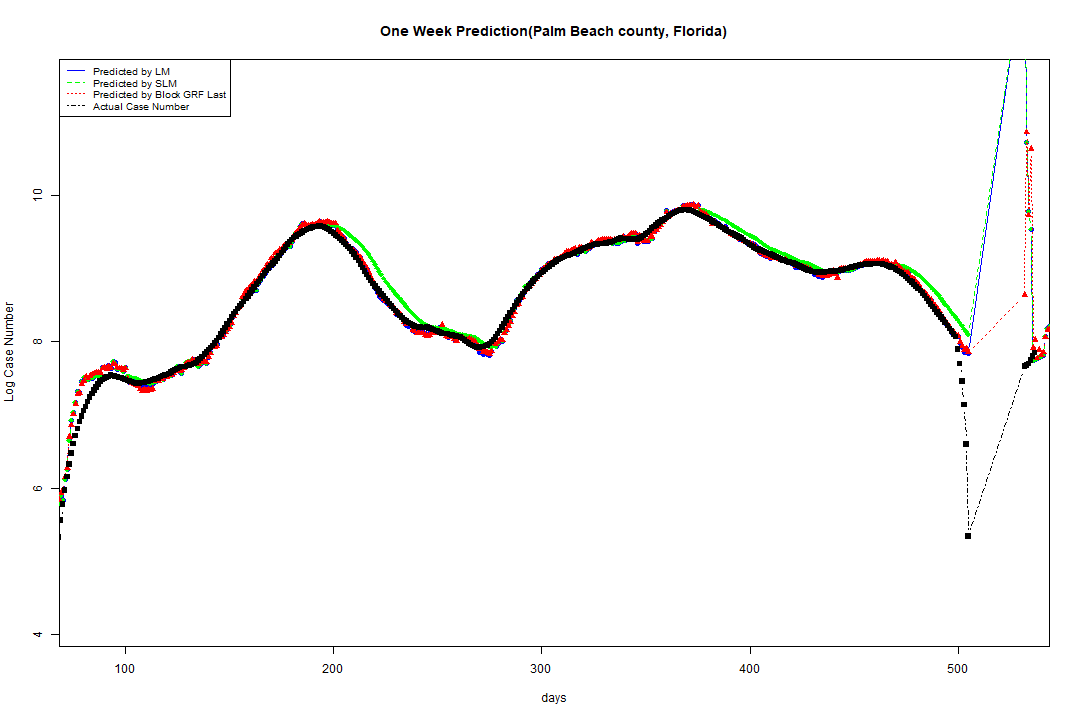 One Week Prediction(Palm Beach county, Florida)
Predicted by LM
Predicted by SLM
Predicted by Block GRF Last
Actual Case Number
Log Case Number
10
8
6
4
100
200
300
400
500
days